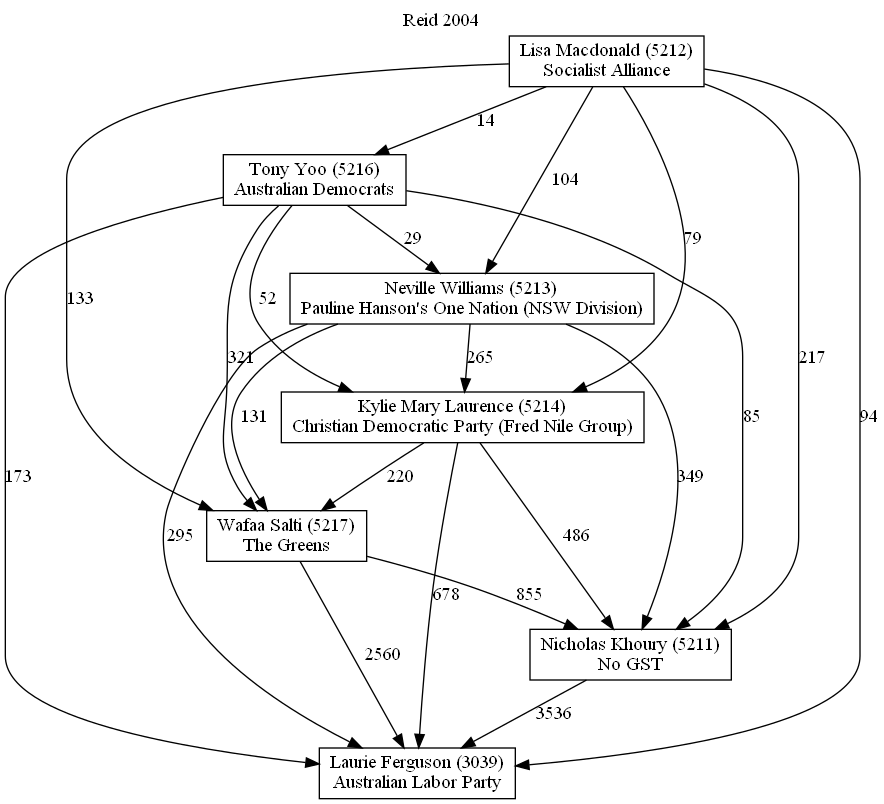 Reid 2004
Lisa Macdonald (5212)
Socialist Alliance
14
Tony Yoo (5216)
Australian Democrats
104
29
79
Neville Williams (5213)
Pauline Hanson's One Nation (NSW Division)
133
52
321
265
217
Kylie Mary Laurence (5214)
Christian Democratic Party (Fred Nile Group)
131
85
94
173
220
349
Wafaa Salti (5217)
The Greens
295
486
678
855
Nicholas Khoury (5211)
No GST
2560
3536
Laurie Ferguson (3039)
Australian Labor Party